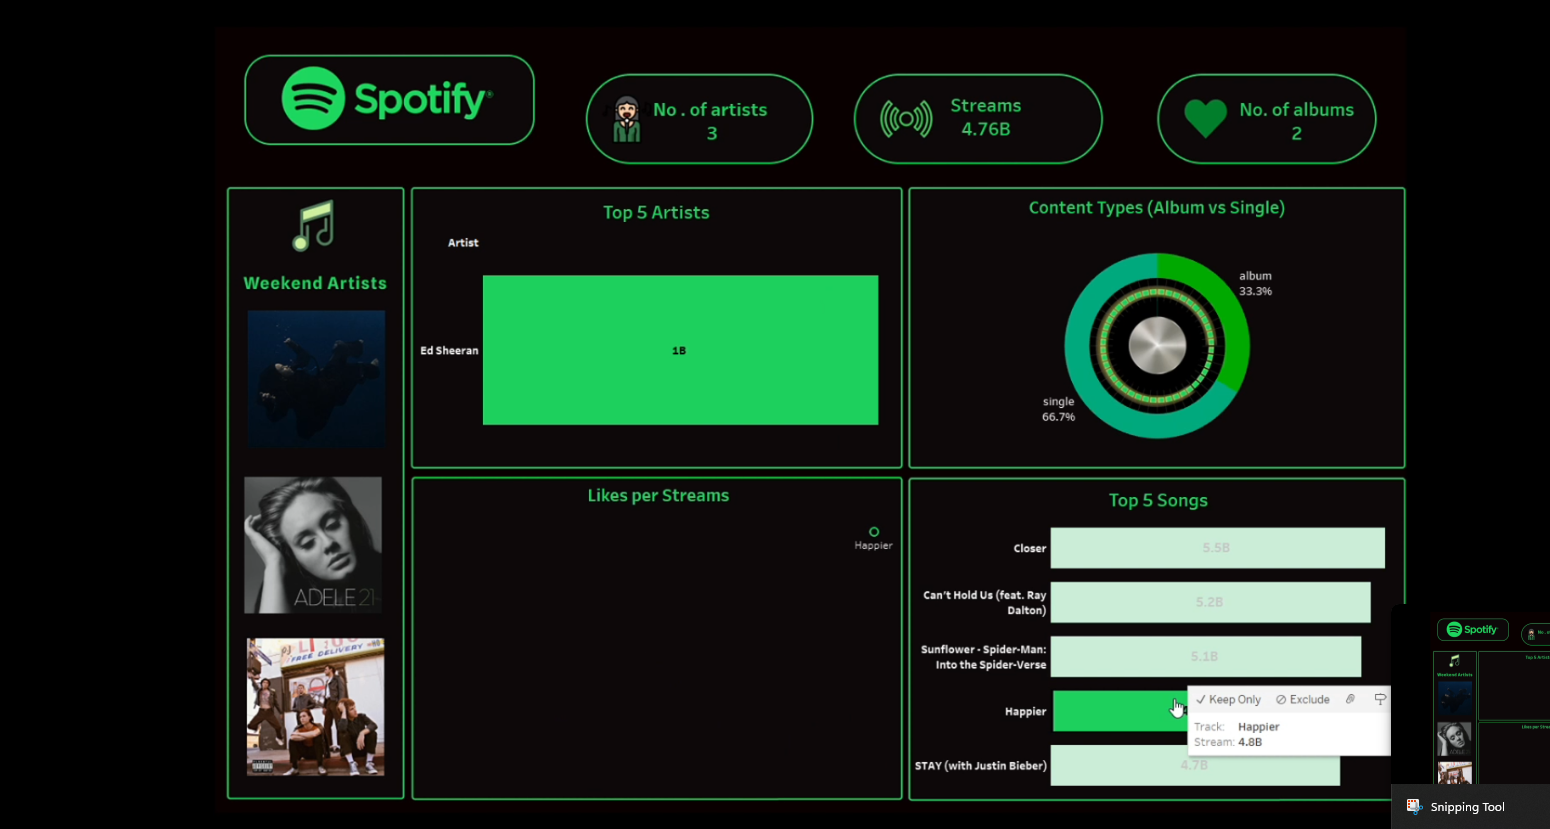 Spotify®
No . of artists
3
Streams
4.76B
No. of albums
2
Weekend Artists
ADELE 21
FREE DELIVERY
Top 5 Artists
Artist
Ed Sheeran
1B
Content Types (Album vs Single)
album
33.3%
single
66.7%
Likes per Streams
Happier
Top 5 Songs
Closer
5.5B
Can't Hold Us (feat. Ray
Dalton)
5.2B
Sunflower - Spider-Man:
Into the Spider-Verse
5.1B
Happier
Keep Only
Exclude
Track: Happier
Stream: 4.8B
STAY (with Justin Bieber)
4.7B
Spotify
Snipping Tool